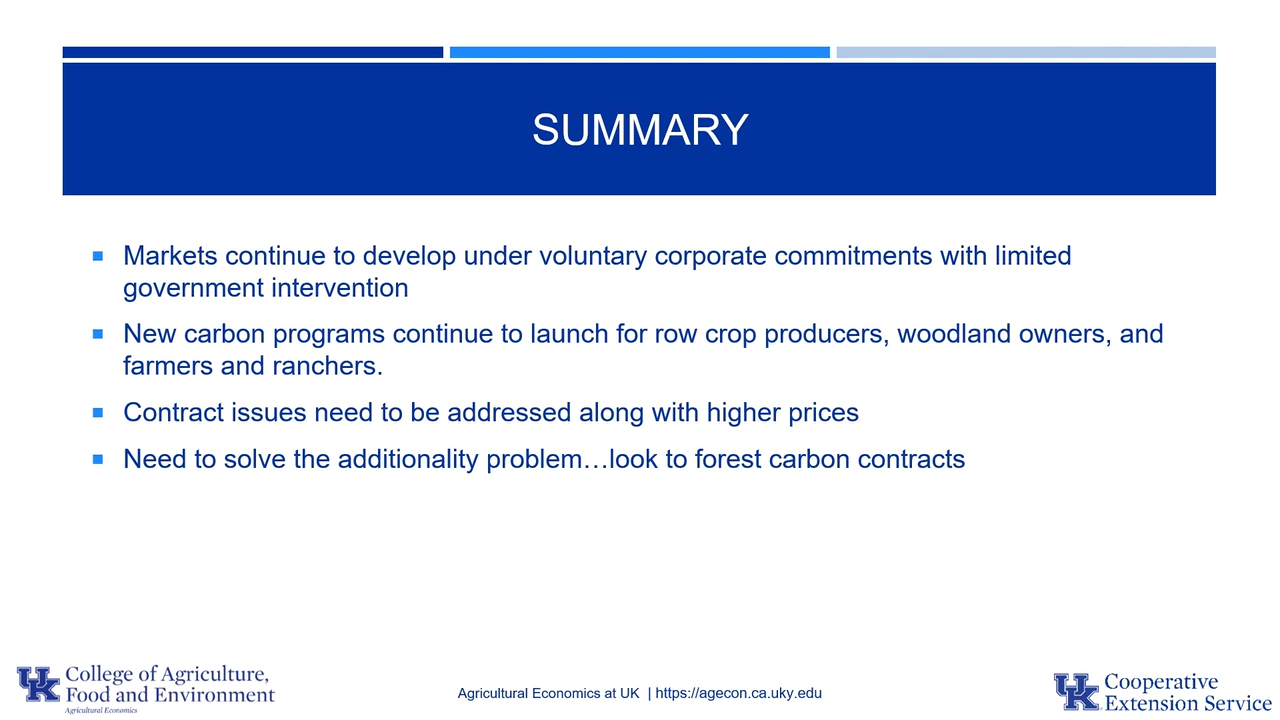 SUMMARY
Markets continue to develop under voluntary corporate commitments with limited
government intervention
New carbon programs continue to launch for row crop producers, woodland owners, and
farmers and ranchers.
Contract issues need to be addressed along with higher prices
Need to solve the additionality problem…look to forest carbon contracts
UK College of Agriculture,
Food and Environment
Agricultural Economics
Agricultural Economics at UK | https://agecon.ca.uky.edu
UK Cooperative
Extension Service